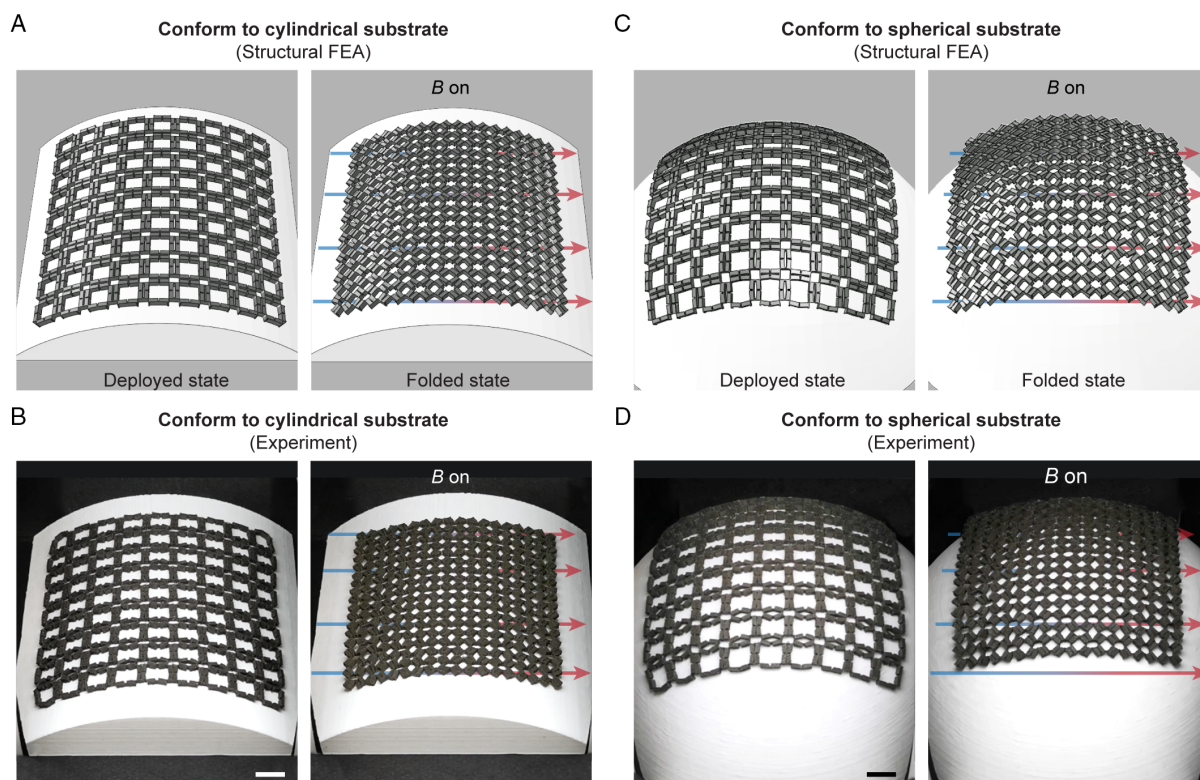 A
Conform to cylindrical substrate
(Structural FEA)
B on
Deployed state
Folded state
C
Conform to spherical substrate
(Structural FEA)
B on
Deployed state
Folded state
B
Conform to cylindrical substrate
(Experiment)
B on
D
Conform to spherical substrate
(Experiment)
B on